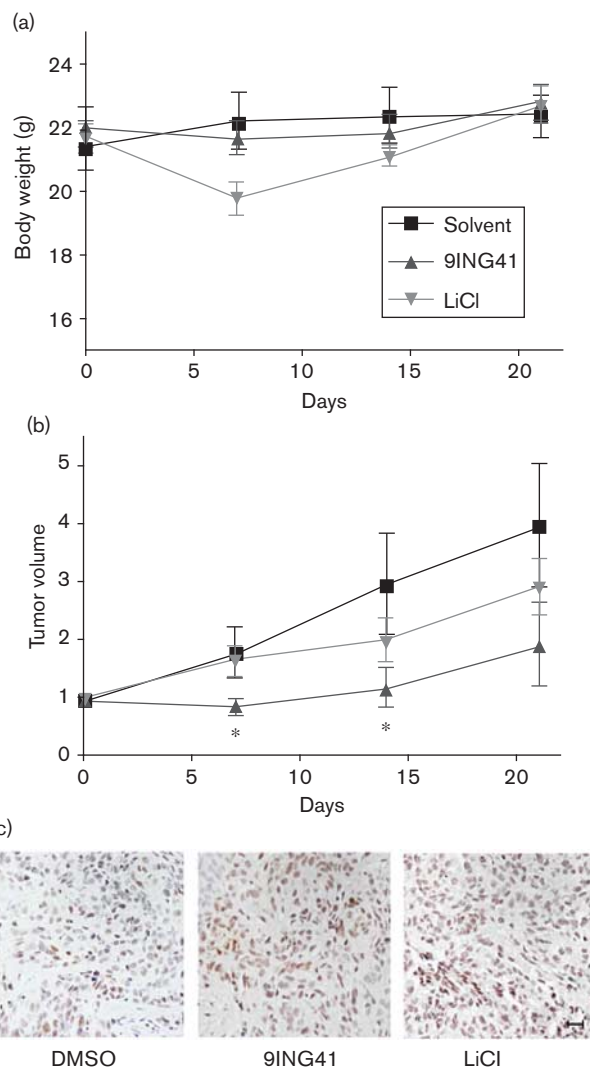 (a)
24
22
20
18
16
Body weight (g)
Solvent
9ING41
LiCl
0 5 10 15 20
Days
(b)
5
4
3
2
1
0
Tumor volume
* *
0 5 10 15 20
Days
c)
DMSO 9ING41 LiCl